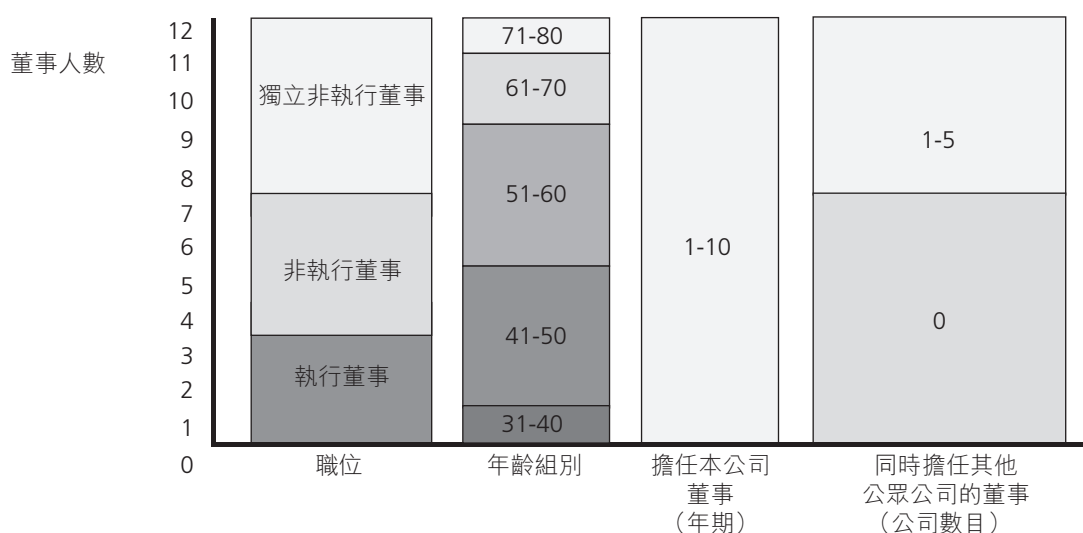 董事人數
12
11
10
9
8
7
6
5
4
3
2
1
0
獨立非執行董事
非執行董事
執行董事
職位
71-80
61-70
51-60
41-50
31-40
年齡組別
1-10
擔任本公司
董事
（年期）
1-5
0
同時擔任其他
公眾公司的董事
（公司數目）